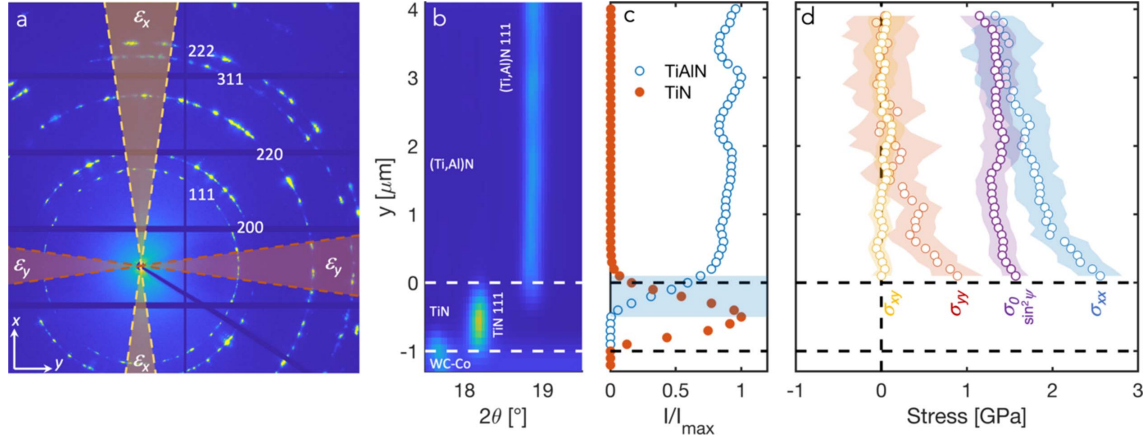 a
εx
222
311
220
111
200
εy
εy
εx
x
y
b
(Ti,Al)N 111
(Ti,Al)N
TiN
TiN 111
WC-Co
y [μm]
4
3
2
1
0
-1
18
19
2θ [°]
c
TiAlN
TiN
0
0.5
1
I/Imax
d
σxy
σyy
σ0 sin²ψ
σxx
-1
0
1
2
3
Stress [GPa]